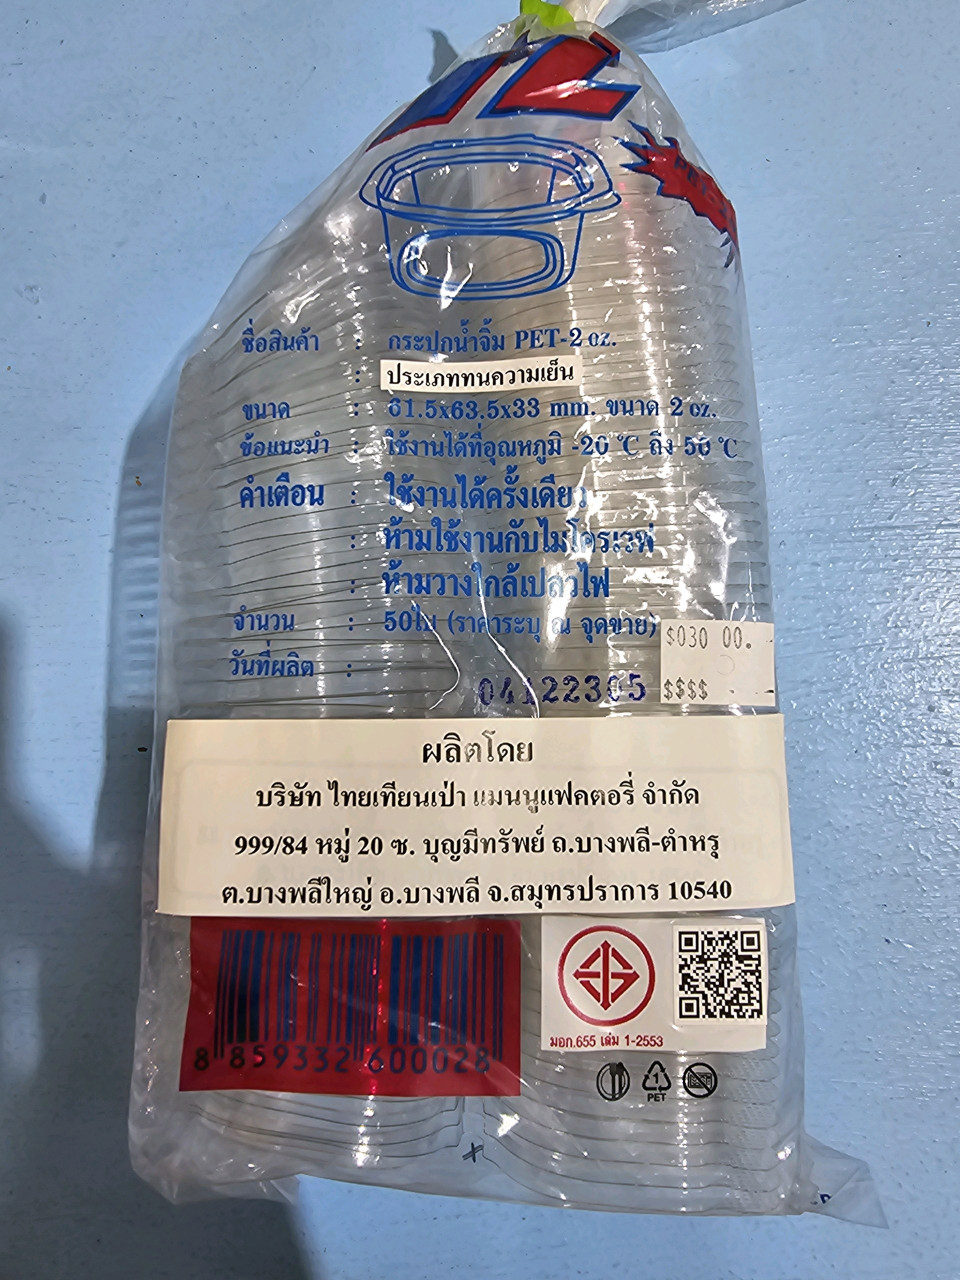 ชื่อสินค้า : กระปุกน้ำจิ้ม PET-2 oz.
: ประเภททนความเย็น
ขนาด : 61.5x63.5x33 mm. ขนาด 2 oz.
ข้อแนะนำ : ใช้งานได้ที่อุณหภูมิ -20 °C ถึง 50 °C
คำเตือน : ใช้งานได้ครั้งเดียว
: ห้ามใช้งานกับไมโครเวฟ
: ห้ามวางใกล้เปลวไฟ
จำนวน : 50ใบ (ราคาระบุ ณ จุดขาย)
$030 00.
วันที่ผลิต :
04122305
$$$$
ผลิตโดย
บริษัท ไทยเทียนเป่า แมนนูแฟคตอรี่ จำกัด
999/84 หมู่ 20 ซ. บุญมีทรัพย์ ถ.บางพลี-ตำหรุ
ต.บางพลีใหญ่ อ.บางพลี จ.สมุทรปราการ 10540
8 859332 600028
มอก.655 เล่ม 1-2553
1
PET